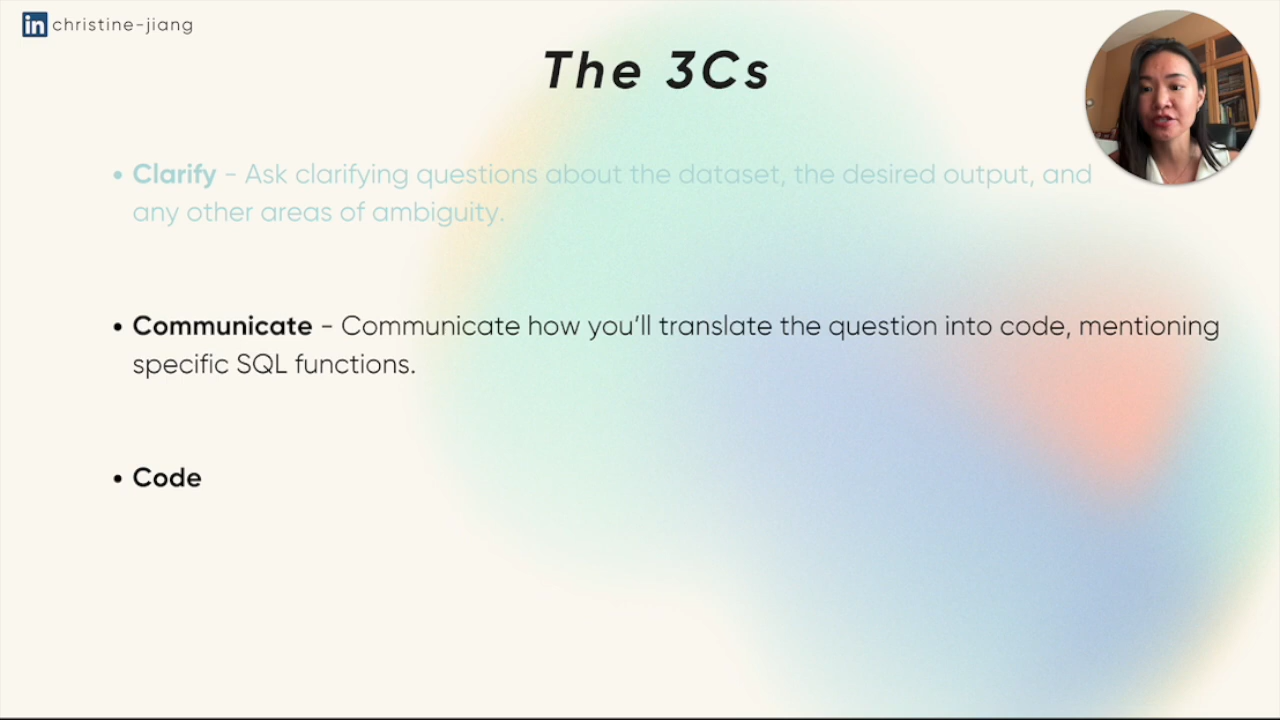 in christine-jiang
The 3Cs
• Clarify - Ask clarifying questions about the dataset, the desired output, and
any other areas of ambiguity.
• Communicate - Communicate how you’ll translate the question into code, mentioning
specific SQL functions.
• Code